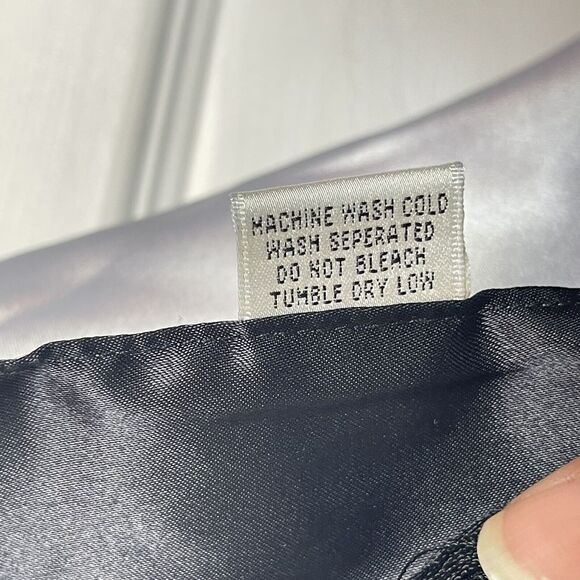 MACHINE WASH COLD
WASH SEPERATED
DO NOT BLEACH
TUMBLE DRY LOW